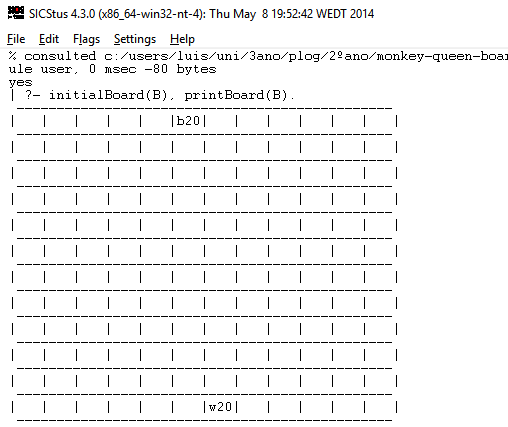 SICStus 4.3.0 (x86_64-win32-nt-4): Thu May  8 19:52:42 WEDT 2014
File Edit Flags Settings Help
% consulted c:/users/luis/uni/3ano/plog/2ºano/monkey-queen-boar
ule user, 0 msec -80 bytes
yes
| ?- initialBoard(B), printBoard(B).
 -----------------------------------------------
|   |   |   |   |   |b20|   |   |   |   |   |   |
 -----------------------------------------------
|   |   |   |   |   |   |   |   |   |   |   |   |
 -----------------------------------------------
|   |   |   |   |   |   |   |   |   |   |   |   |
 -----------------------------------------------
|   |   |   |   |   |   |   |   |   |   |   |   |
 -----------------------------------------------
|   |   |   |   |   |   |   |   |   |   |   |   |
 -----------------------------------------------
|   |   |   |   |   |   |   |   |   |   |   |   |
 -----------------------------------------------
|   |   |   |   |   |   |   |   |   |   |   |   |
 -----------------------------------------------
|   |   |   |   |   |   |   |   |   |   |   |   |
 -----------------------------------------------
|   |   |   |   |   |   |   |   |   |   |   |   |
 -----------------------------------------------
|   |   |   |   |   |   |   |   |   |   |   |   |
 -----------------------------------------------
|   |   |   |   |   |   |   |   |   |   |   |   |
 -----------------------------------------------
|   |   |   |   |   |   |w20|   |   |   |   |   |
 -----------------------------------------------